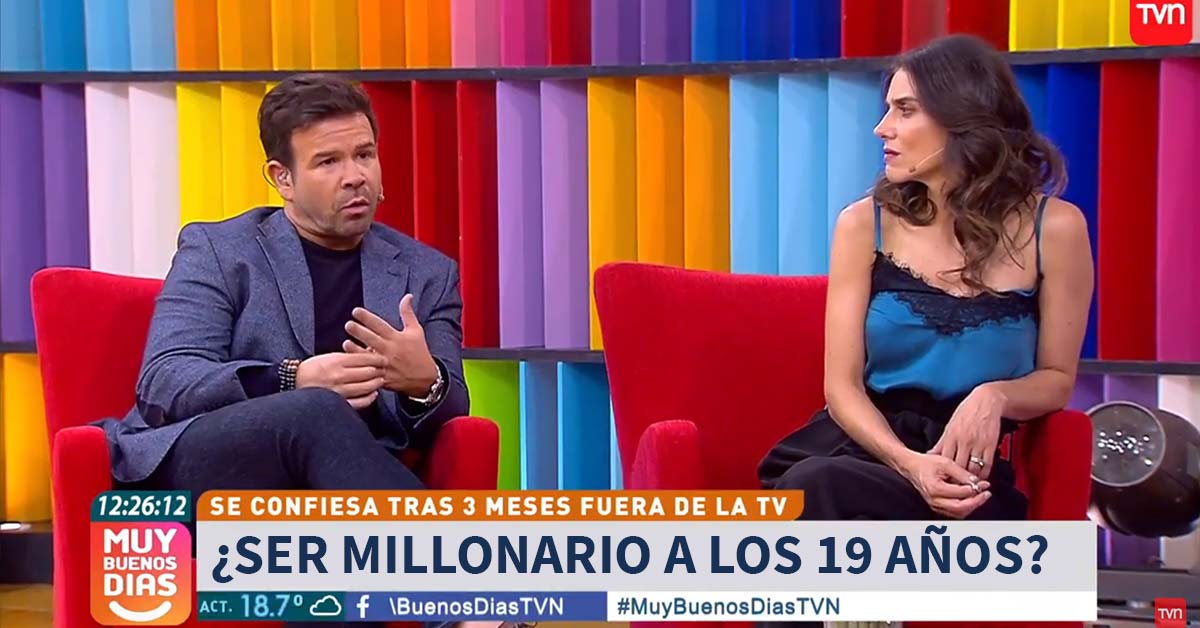 TVN
12:26:12
SE CONFIESA TRAS 3 MESES FUERA DE LA TV
MUY
BUENOS
DIAS
¿SER MILLONARIO A LOS 19 AÑOS?
ACT. 18.7° f \BuenosDiasTVN #MuyBuenosDiasTVN
TVN